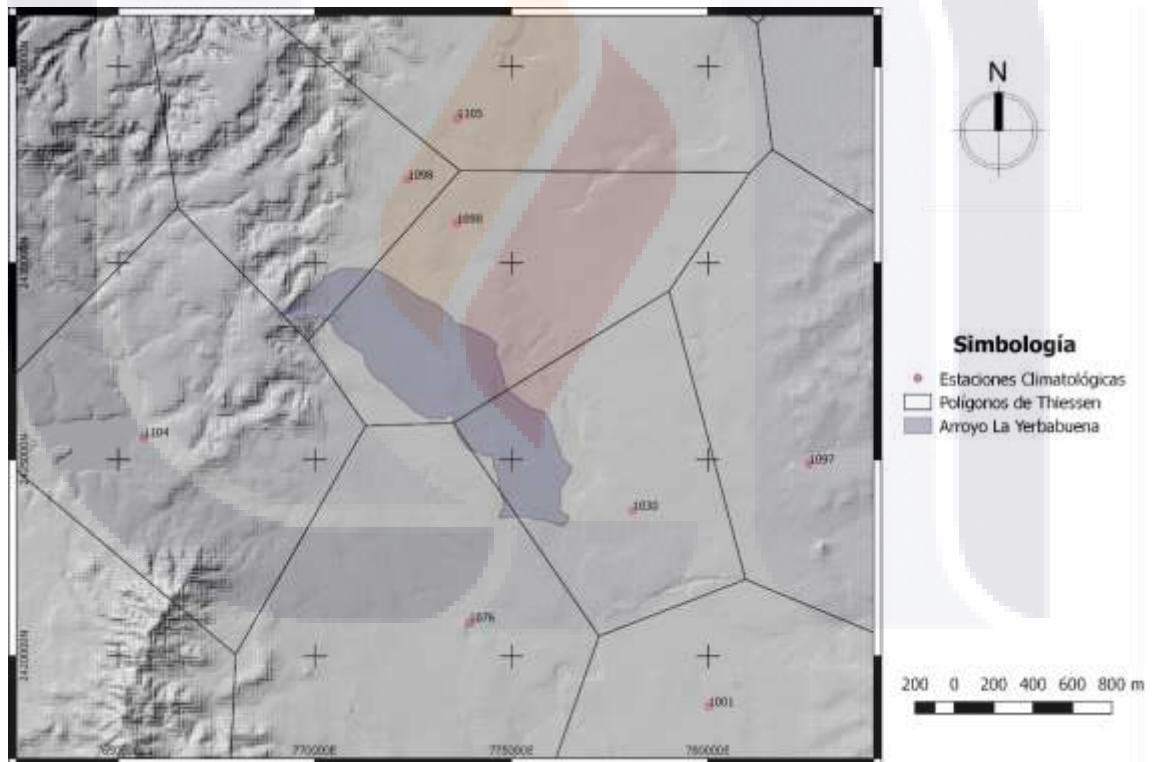 N
1105
1098
1090
1104
1097
1030
1076
1001
770000E
775000E
780000E
Simbología
Estaciones Climatológicas
Polígonos de Thiessen
Arroyo La Yerbabuena
200 0 200 400 600 800 m